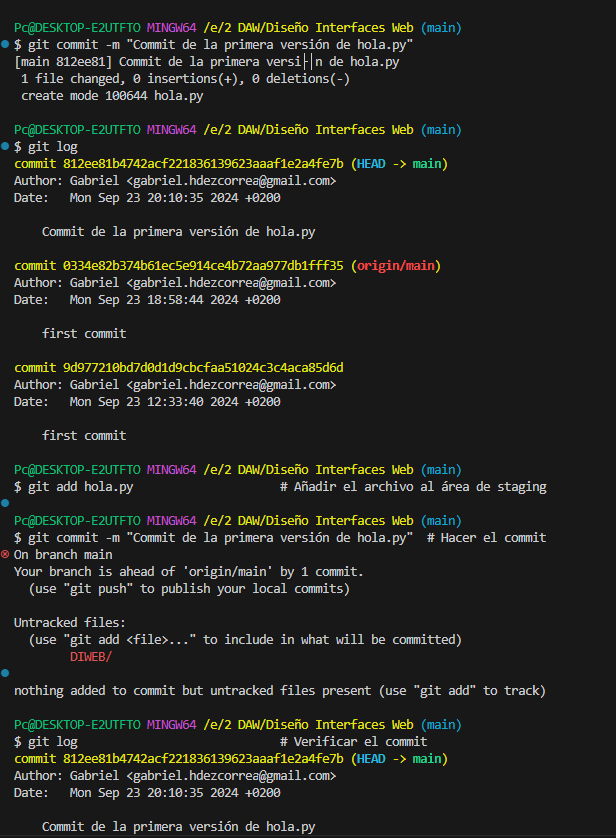 Pc@DESKTOP-E2UTFTO MINGW64 /e/2 DAW/Diseño Interfaces Web (main)
$ git commit -m "Commit de la primera versión de hola.py"
[main 812ee81] Commit de la primera versi├│n de hola.py
 1 file changed, 0 insertions(+), 0 deletions(-)
 create mode 100644 hola.py

Pc@DESKTOP-E2UTFTO MINGW64 /e/2 DAW/Diseño Interfaces Web (main)
$ git log
commit 812ee81b4742acf221836139623aaaf1e2a4fe7b (HEAD -> main)
Author: Gabriel <gabriel.hdezcorrea@gmail.com>
Date:   Mon Sep 23 20:10:35 2024 +0200

    Commit de la primera versión de hola.py

commit 0334e82b374b61ec5e914ce4b72aa977db1fff35 (origin/main)
Author: Gabriel <gabriel.hdezcorrea@gmail.com>
Date:   Mon Sep 23 18:58:44 2024 +0200

    first commit

commit 9d977210bd7d0d1d9cbcfaa51024c3c4aca85d6d
Author: Gabriel <gabriel.hdezcorrea@gmail.com>
Date:   Mon Sep 23 12:33:40 2024 +0200

    first commit

Pc@DESKTOP-E2UTFTO MINGW64 /e/2 DAW/Diseño Interfaces Web (main)
$ git add hola.py                     # Añadir el archivo al área de staging

Pc@DESKTOP-E2UTFTO MINGW64 /e/2 DAW/Diseño Interfaces Web (main)
$ git commit -m "Commit de la primera versión de hola.py"  # Hacer el commit
On branch main
Your branch is ahead of 'origin/main' by 1 commit.
  (use "git push" to publish your local commits)

Untracked files:
  (use "git add <file>..." to include in what will be committed)
        DIWEB/

nothing added to commit but untracked files present (use "git add" to track)

Pc@DESKTOP-E2UTFTO MINGW64 /e/2 DAW/Diseño Interfaces Web (main)
$ git log                             # Verificar el commit
commit 812ee81b4742acf221836139623aaaf1e2a4fe7b (HEAD -> main)
Author: Gabriel <gabriel.hdezcorrea@gmail.com>
Date:   Mon Sep 23 20:10:35 2024 +0200

    Commit de la primera versión de hola.py